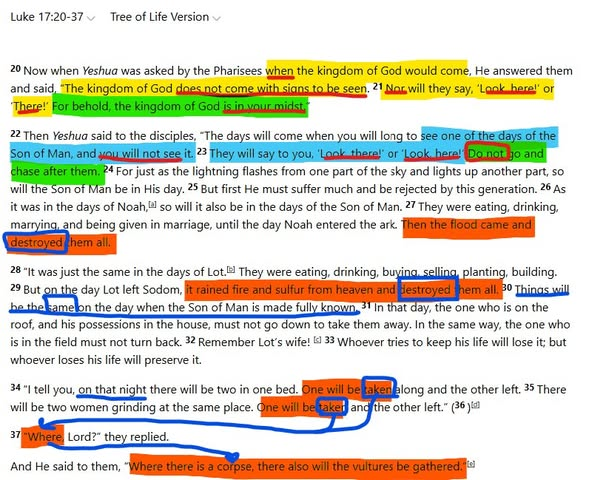 Luke 17:20-37 Tree of Life Version
20 Now when Yeshua was asked by the Pharisees when the kingdom of God would come, He answered them
and said, “The kingdom of God does not come with signs to be seen. 21 Nor will they say, ‘Look, here!’ or
‘There!’ For behold, the kingdom of God is in your midst.”
22 Then Yeshua said to the disciples, “The days will come when you will long to see one of the days of the
Son of Man, and you will not see it. 23 They will say to you, ‘Look, there!’ or ‘Look, here!’ Do not go and
chase after them. 24 For just as the lightning flashes from one part of the sky and lights up another part, so
will the Son of Man be in His day. 25 But first He must suffer much and be rejected by this generation. 26 As
it was in the days of Noah,[a] so will it also be in the days of the Son of Man. 27 They were eating, drinking,
marrying, and being given in marriage, until the day Noah entered the ark. Then the flood came and
destroyed them all.
28 “It was just the same in the days of Lot.[b] They were eating, drinking, buying, selling, planting, building.
29 But on the day Lot left Sodom, it rained fire and sulfur from heaven and destroyed them all. 30 Things will
be the same on the day when the Son of Man is made fully known. 31 In that day, the one who is on the
roof, and his possessions in the house, must not go down to take them away. In the same way, the one who
is in the field must not turn back. 32 Remember Lot’s wife! [c] 33 Whoever tries to keep his life will lose it; but
whoever loses his life will preserve it.
34 “I tell you, on that night there will be two in one bed. One will be taken along and the other left. 35 There
will be two women grinding at the same place. One will be taken and the other left.” (36 )[d]
37 “Where, Lord?” they replied.
And He said to them, “Where there is a corpse, there also will the vultures be gathered.”[e]